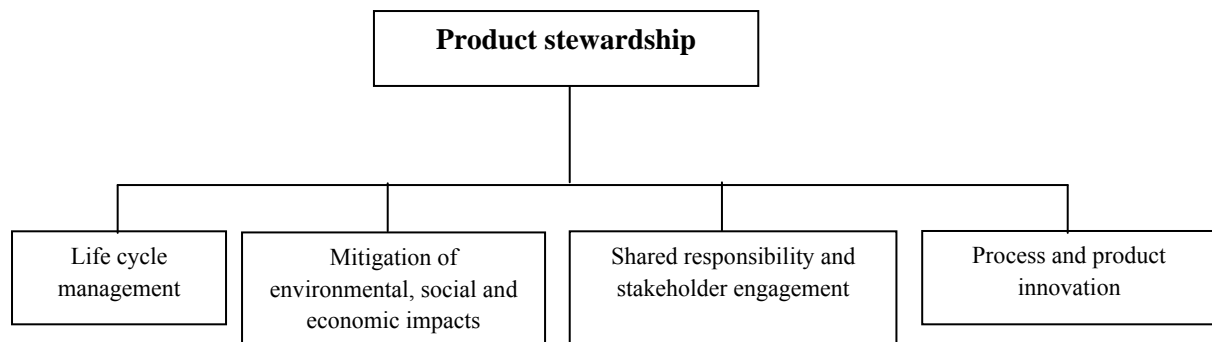 Product stewardship
Life cycle
management
Mitigation of
environmental, social and
economic impacts
Shared responsibility and
stakeholder engagement
Process and product
innovation